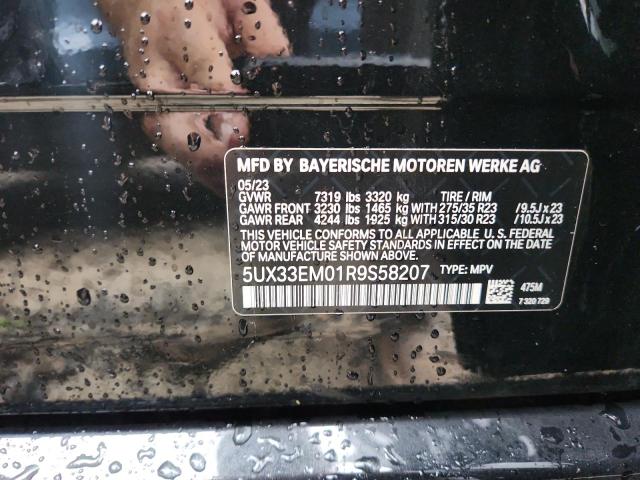 MFD BY BAYERISCHE MOTOREN WERKE AG
05/23
GVWR 7319 lbs 3320 kg TIRE / RIM
GAWR FRONT 3230 lbs 1465 kg WITH 275/35 R23 /9.5J x 23
GAWR REAR 4244 lbs 1925 kg WITH 315/30 R23 /10.5J x 23
THIS VEHICLE CONFORMS TO ALL APPLICABLE U. S. FEDERAL
MOTOR VEHICLE SAFETY STANDARDS IN EFFECT ON THE DATE
OF MANUFACTURE SHOWN ABOVE.
5UX33EM01R9S58207 TYPE: MPV
475M
7 320 729